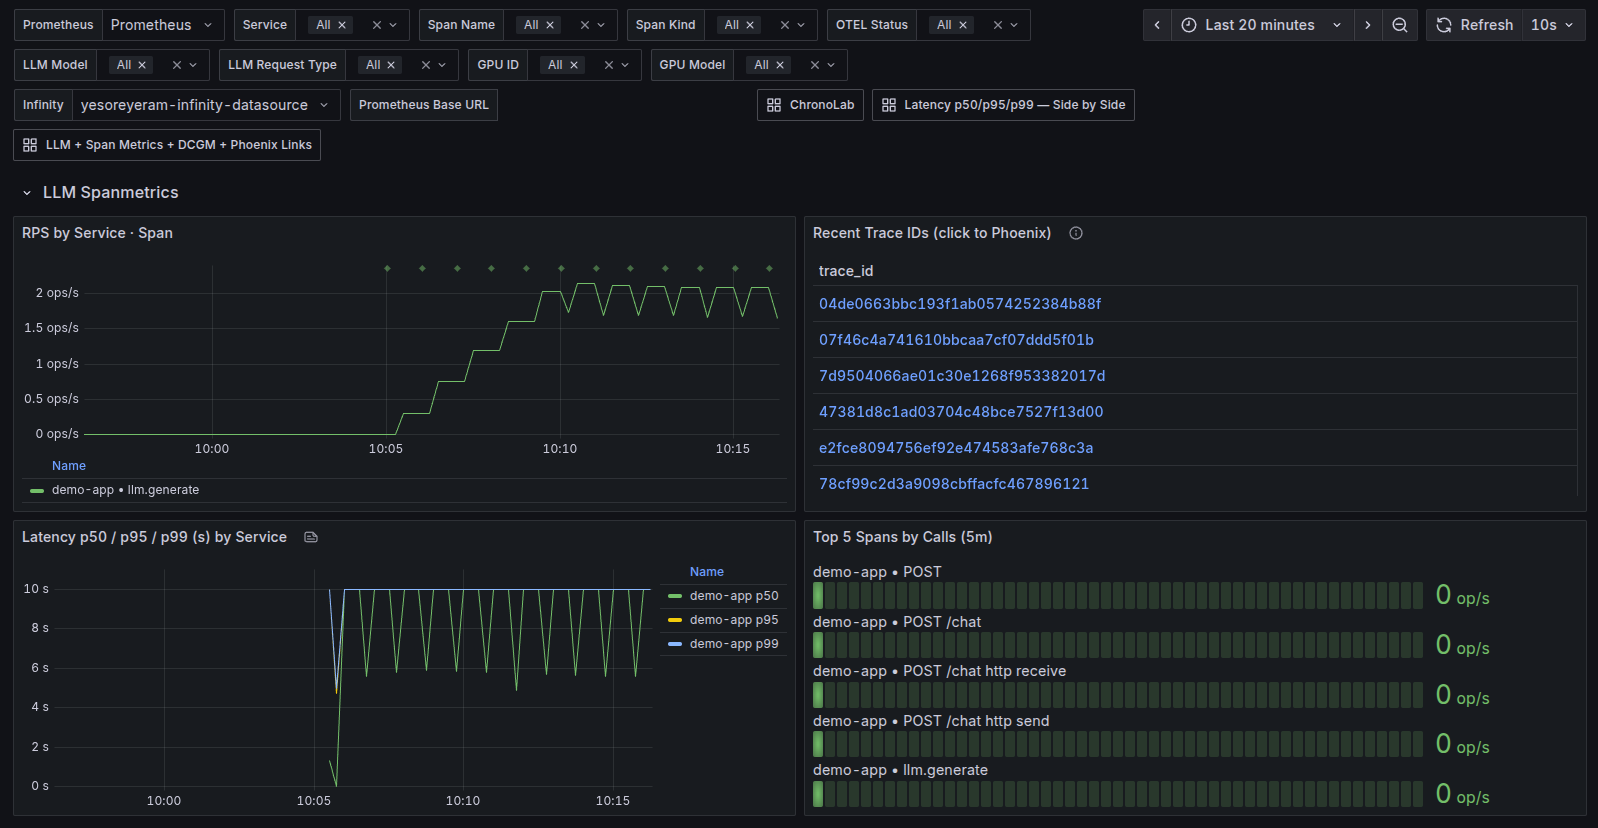 Prometheus Prometheus Service All Span Name All Span Kind All OTEL Status All Last 20 minutes Refresh 10s
LLM Model All LLM Request Type All GPU ID All GPU Model All
Infinity yesoreyeram-infinity-datasource Prometheus Base URL ChronoLab Latency p50/p95/p99 — Side by Side
LLM + Span Metrics + DCGM + Phoenix Links
LLM Spanmetrics
RPS by Service · Span
2 ops/s
1.5 ops/s
1 ops/s
0.5 ops/s
0 ops/s
10:00 10:05 10:10 10:15
Name
demo-app • llm.generate
Recent Trace IDs (click to Phoenix)
trace_id
04de0663bbc193f1ab0574252384b88f
07f46c4a741610bbcaa7cf07ddd5f01b
7d9504066ae01c30e1268f953382017d
47381d8c1ad03704c48bce7527f13d00
e2fce8094756ef92e474583afe768c3a
78cf99c2d3a9098cbffacfc467896121
Latency p50 / p95 / p99 (s) by Service
10 s
8 s
6 s
4 s
2 s
0 s
10:00 10:05 10:10 10:15
Name
demo-app p50
demo-app p95
demo-app p99
Top 5 Spans by Calls (5m)
demo-app • POST
0 op/s
demo-app • POST /chat
0 op/s
demo-app • POST /chat http receive
0 op/s
demo-app • POST /chat http send
0 op/s
demo-app • llm.generate
0 op/s